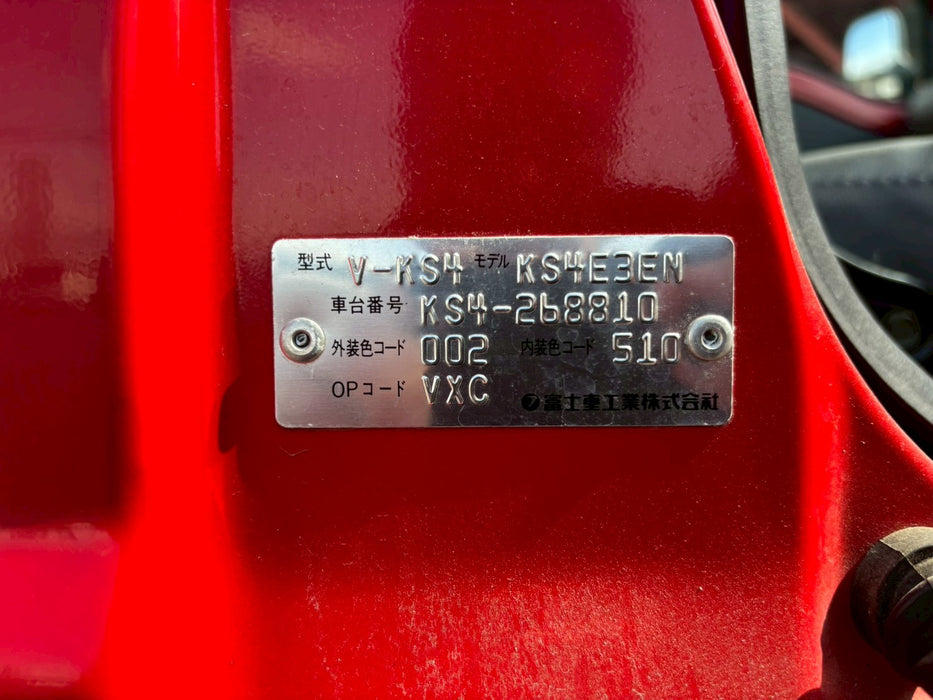 型式 V-KS4 モデル KS4E3EN
車台番号 KS4-268810
外装色コード 002 内装色コード 510
OPコード VXC 富士重工業株式会社